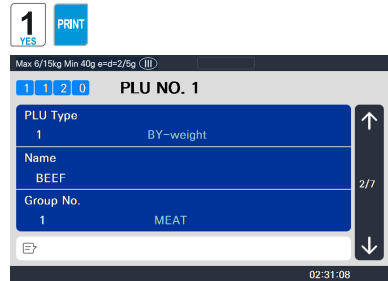 1
YES
PRINT
Max 6/15kg Min 40g e=d=2/5g III
1 1 2 0 PLU NO. 1
PLU Type
1 BY-weight
Name
BEEF
2/7
Group No.
1 MEAT
02:31:08